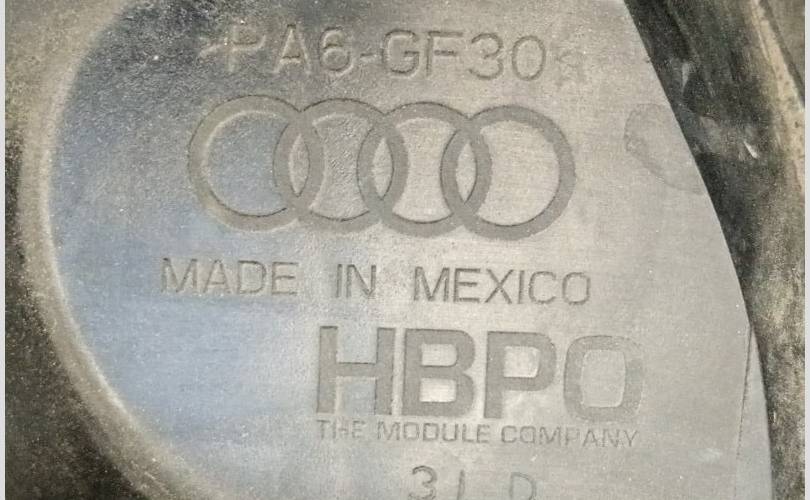 >PA6-GF30<
MADE IN MEXICO
HBPO
THE MODULE COMPANY